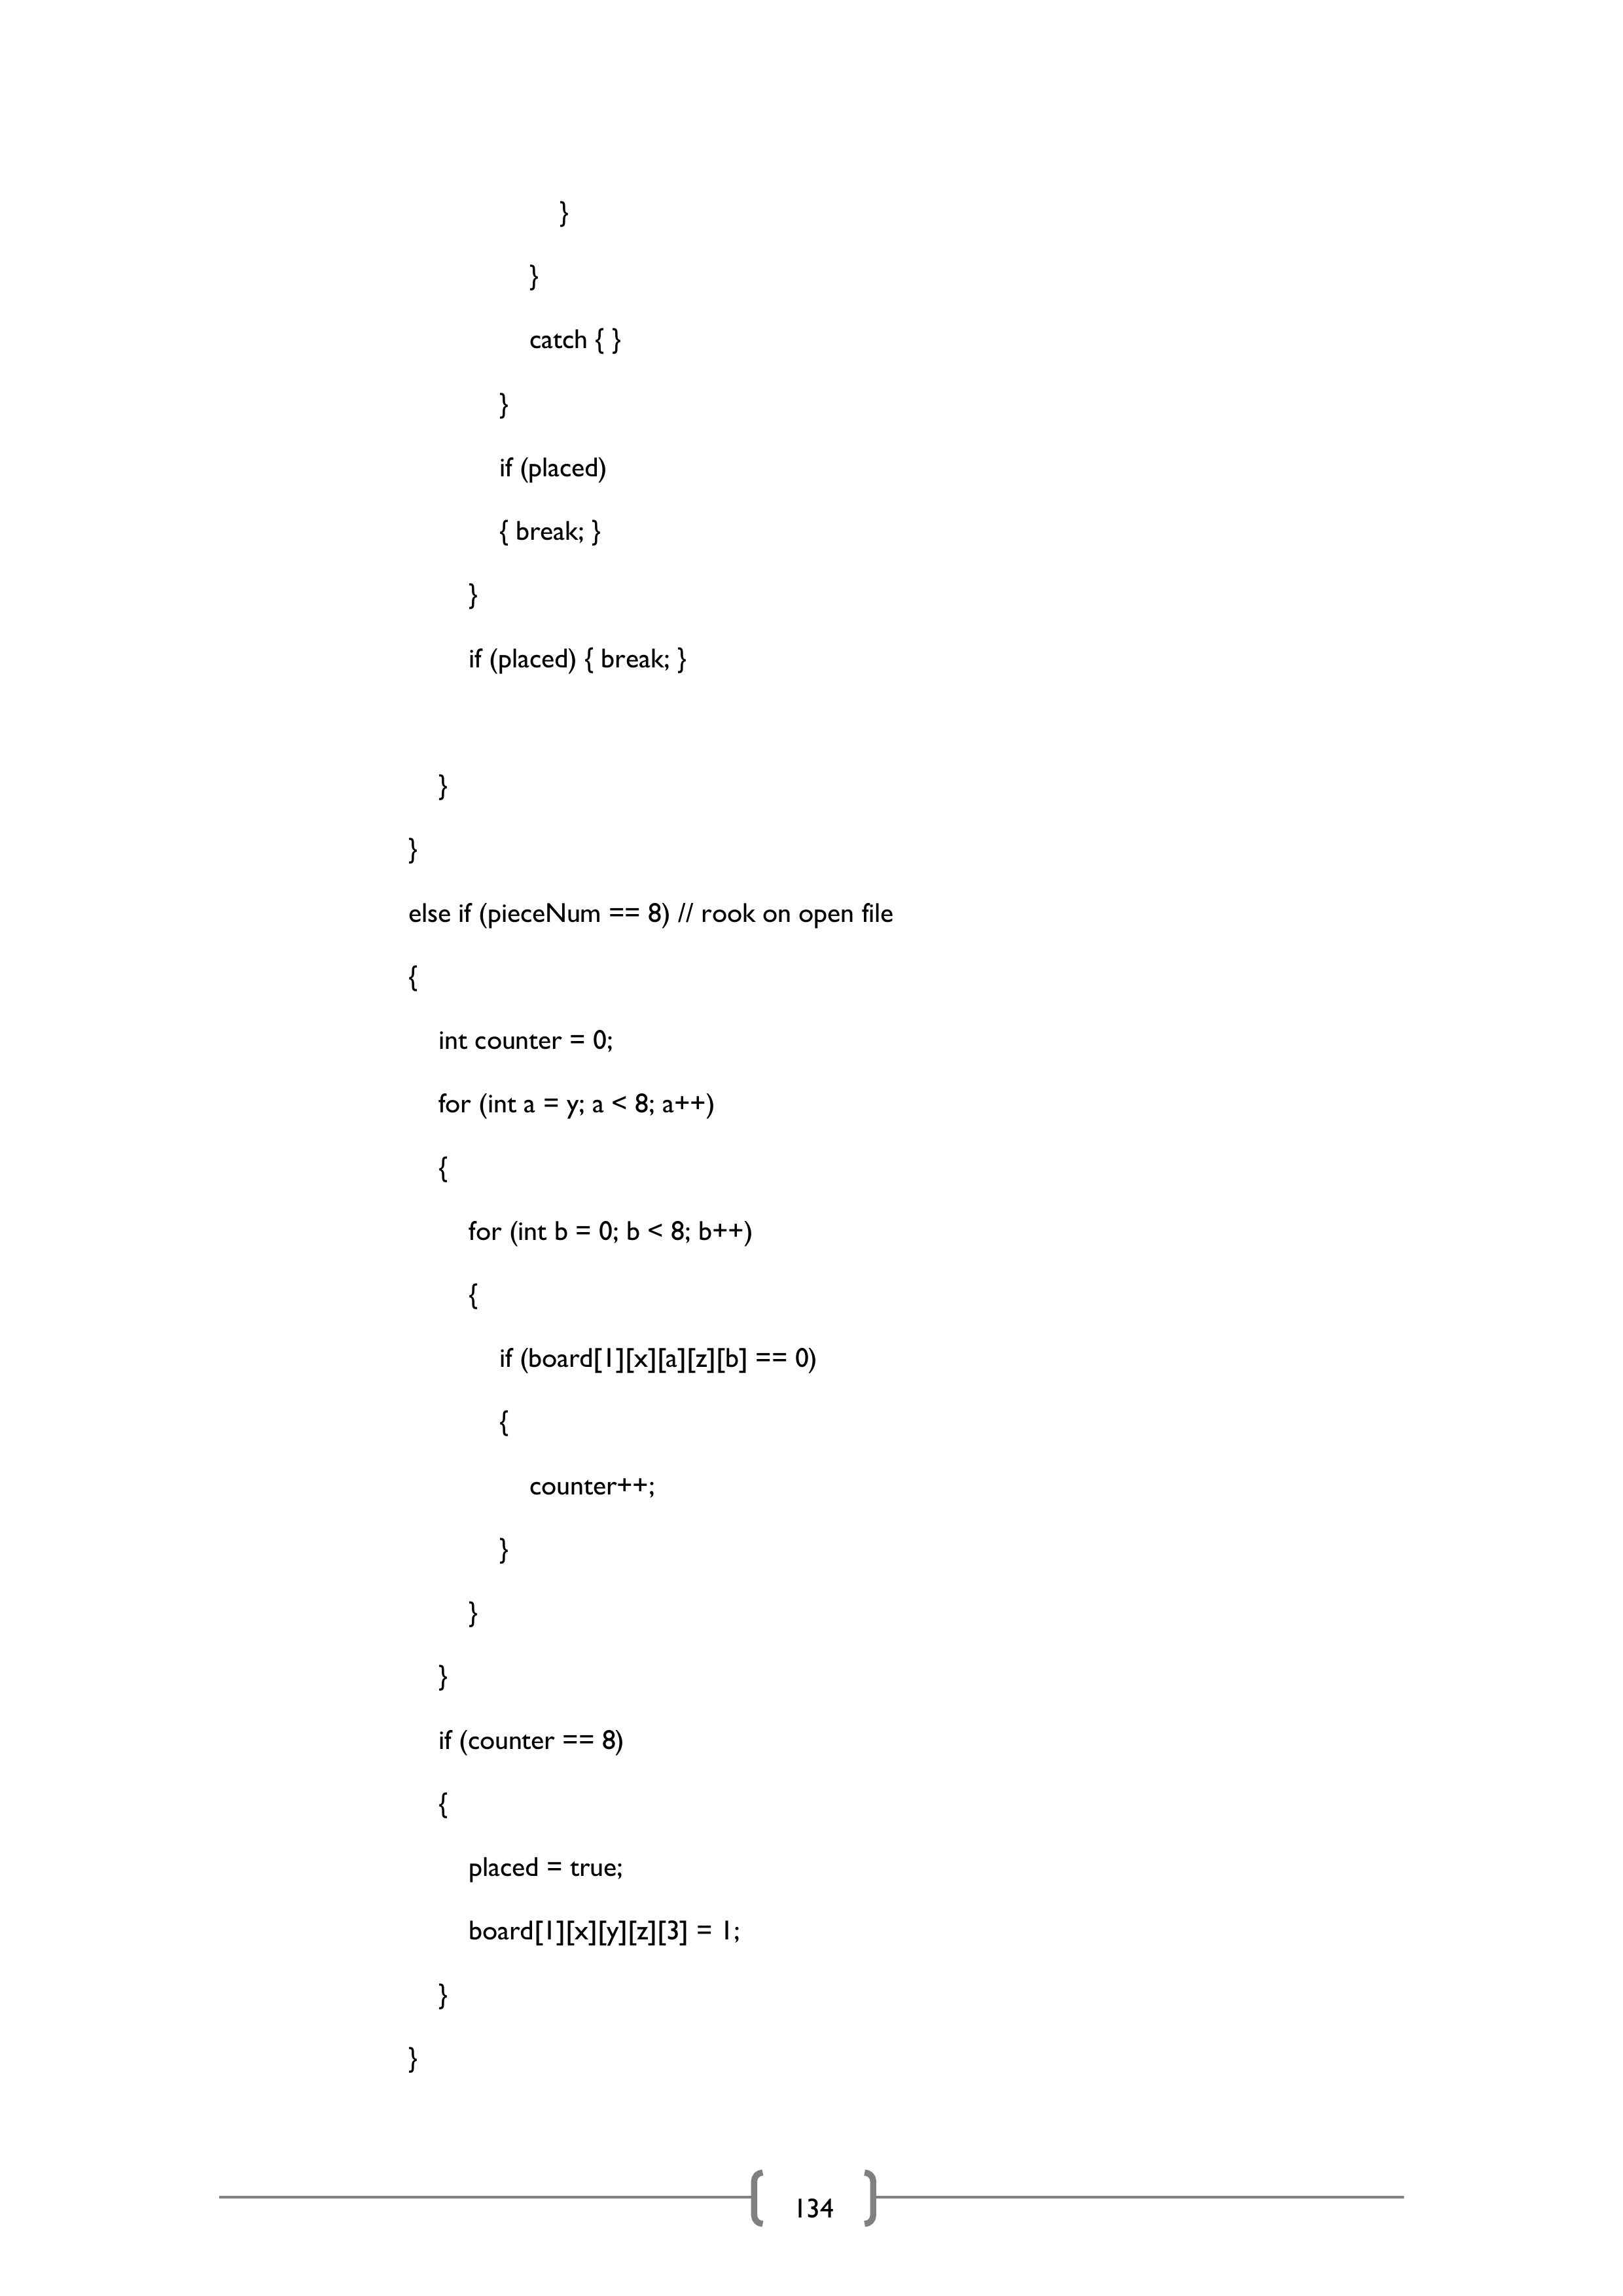 }
}
catch { }
}
if (placed)
{ break; }
}
if (placed) { break; }
}
}
else if (pieceNum == 8) // rook on open file
{
int counter = 0;
for (int a = y; a < 8; a++)
{
for (int b = 0; b < 8; b++)
{
if (board[1][x][a][z][b] == 0)
{
counter++;
}
}
}
if (counter == 8)
{
placed = true;
board[1][x][y][z][3] = 1;
}
}
134